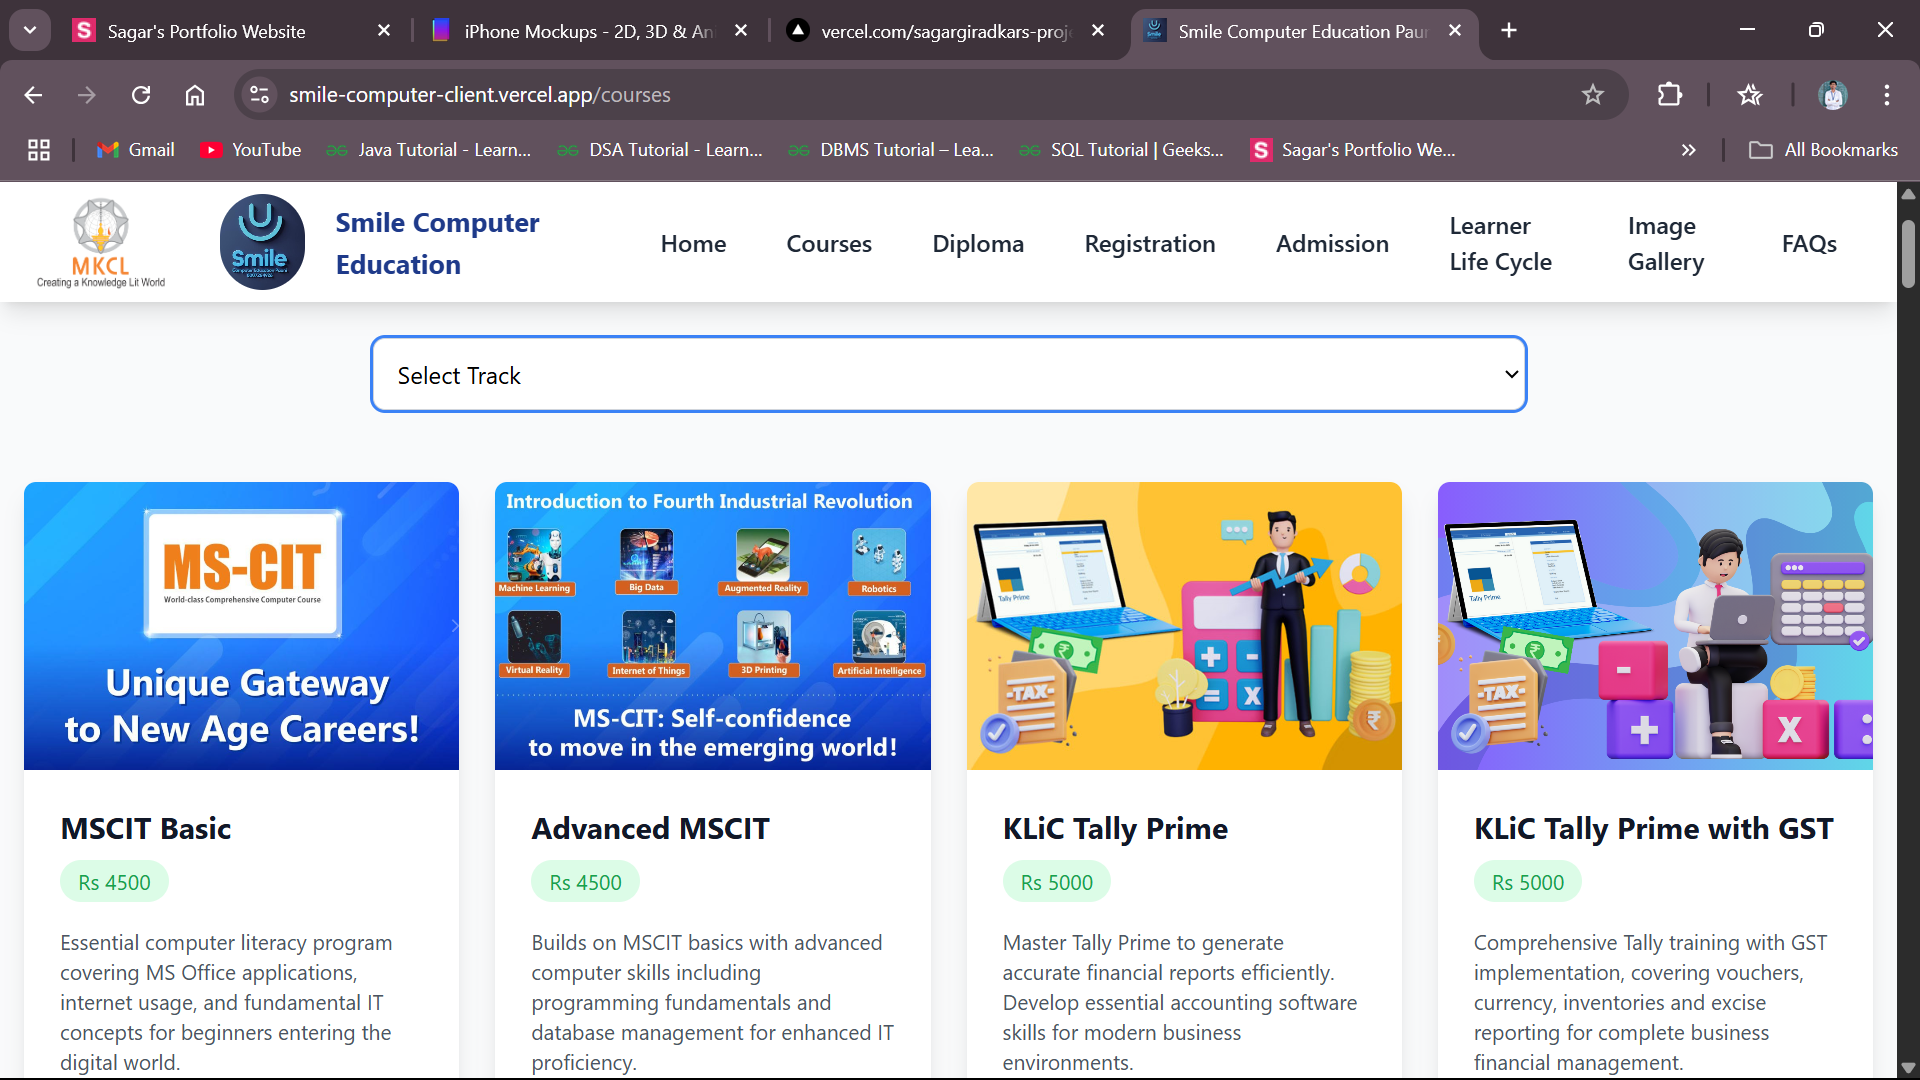 Sagar's Portfolio Website
iPhone Mockups - 2D, 3D & An
vercel.com/sagargiradkars-proj
Smile Computer Education Paun
smile-computer-client.vercel.app/courses
Gmail
YouTube
Java Tutorial - Learn...
DSA Tutorial - Learn...
DBMS Tutorial – Lea...
SQL Tutorial | Geeks...
Sagar's Portfolio We...
All Bookmarks
MKCL
Creating a Knowledge Lit World
Smile
Smile Computer
Education
Home
Courses
Diploma
Registration
Admission
Learner
Life Cycle
Image
Gallery
FAQs
Select Track
MS-CIT
World-class Comprehensive Computer Course
Unique Gateway
to New Age Careers!
Introduction to Fourth Industrial Revolution
Machine Learning
Big Data
Augmented Reality
Robotics
Virtual Reality
Internet of Things
3D Printing
Artificial Intelligence
MS-CIT: Self-confidence
to move in the emerging world!
Tally Prime
-TAX-
Tally Prime
-TAX-
MSCIT Basic
Rs 4500
Essential computer literacy program
covering MS Office applications,
internet usage, and fundamental IT
concepts for beginners entering the
digital world.
Advanced MSCIT
Rs 4500
Builds on MSCIT basics with advanced
computer skills including
programming fundamentals and
database management for enhanced IT
proficiency.
KLiC Tally Prime
Rs 5000
Master Tally Prime to generate
accurate financial reports efficiently.
Develop essential accounting software
skills for modern business
environments.
KLiC Tally Prime with GST
Rs 5000
Comprehensive Tally training with GST
implementation, covering vouchers,
currency, inventories and excise
reporting for complete business
financial management.